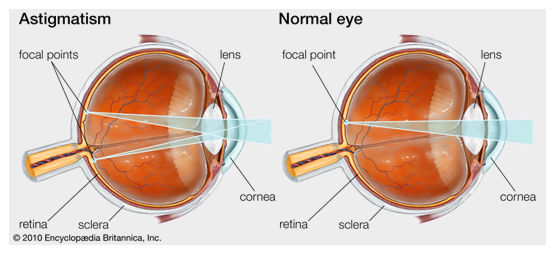 Astigmatism
focal points
lens
cornea
retina
sclera
Normal eye
focal point
lens
cornea
retina
sclera
© 2010 Encyclopædia Britannica, Inc.